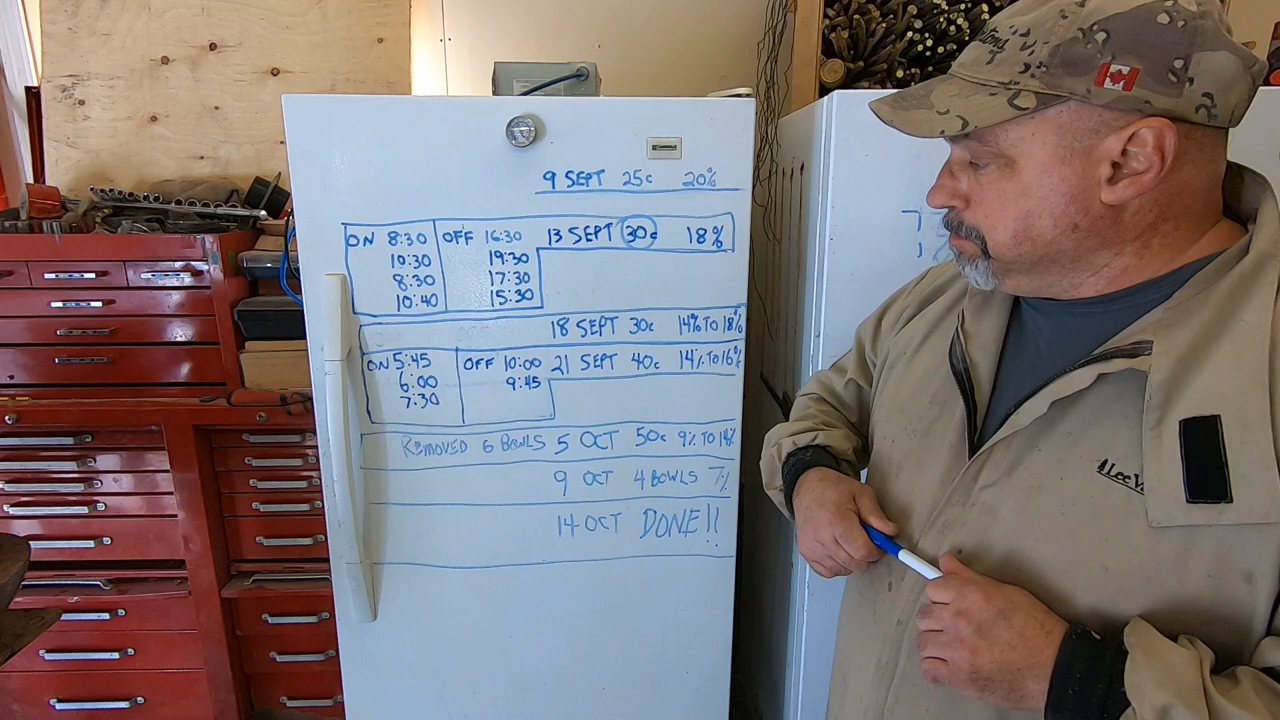 9 SEPT 25c 20%
ON 8:30 OFF 16:30 13 SEPT 30c 18%
10:30 19:30
8:30 17:30
10:40 15:30
18 SEPT 30c 14% TO 18%
ON 5:45 OFF 10:00 21 SEPT 40c 14% TO 16%
6:00 9:45
7:30
REMOVED 6 BOWLS 5 OCT 50c 9% TO 14%
9 OCT 4 BOWLS 7%
14 OCT DONE!!